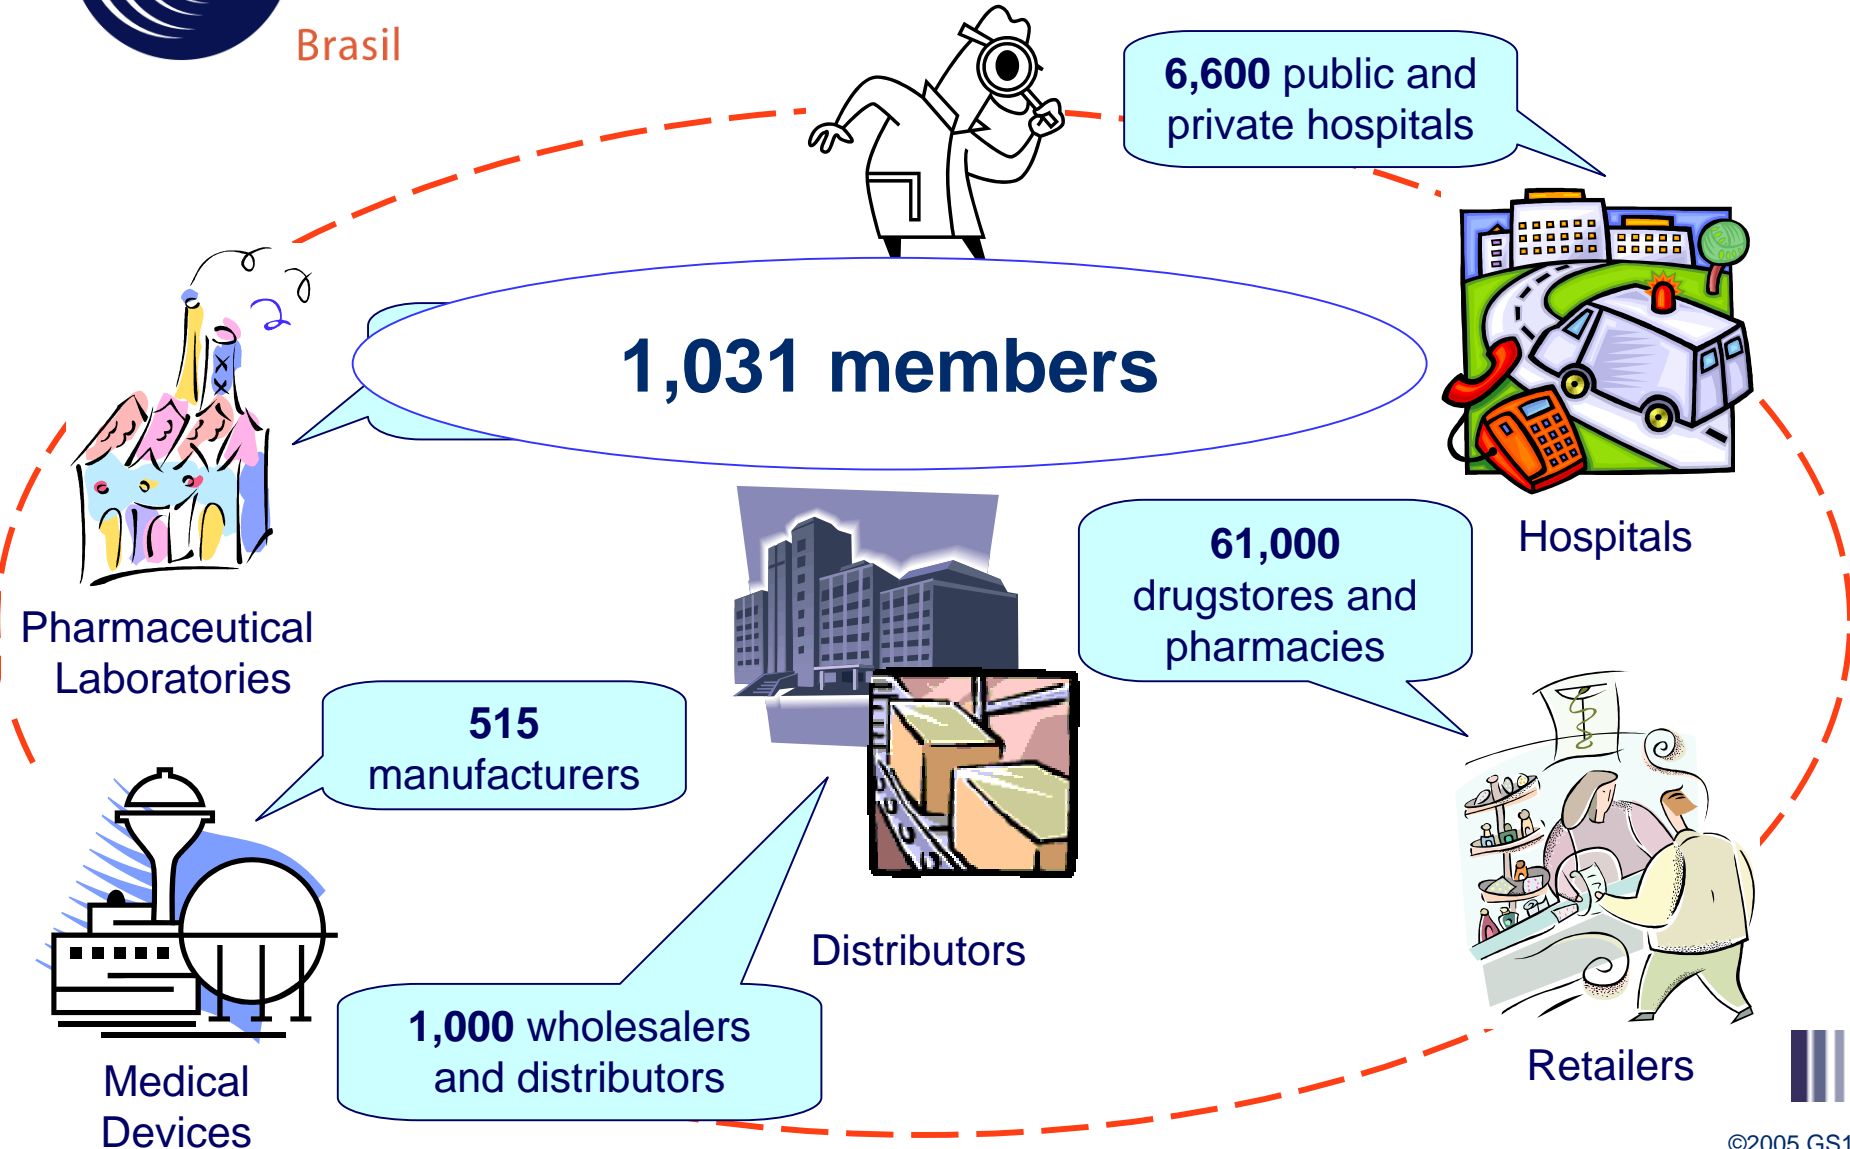 Brasil
6,600 public and
private hospitals
1,031 members
Hospitals
61,000
drugstores and
pharmacies
Pharmaceutical
Laboratories
515
manufacturers
Distributors
1,000 wholesalers
and distributors
Retailers
Medical
Devices
©2005 GS1